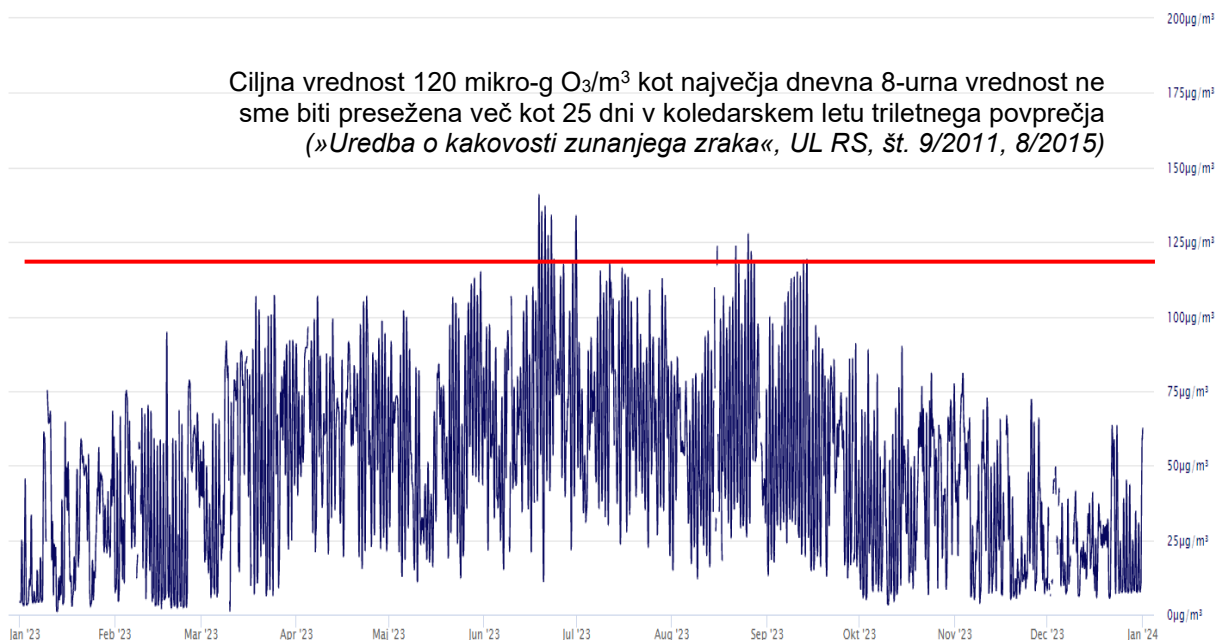 200µg/m³
Ciljna vrednost 120 mikro-g O₃/m³ kot največja dnevna 8-urna vrednost ne
sme biti presežena več kot 25 dni v koledarskem letu triletnega povprečja
(»Uredba o kakovosti zunanjega zraka«, UL RS, št. 9/2011, 8/2015)
175µg/m³
150µg/m³
125µg/m³
100µg/m³
75µg/m³
50µg/m³
25µg/m³
0µg/m³
Jan '23 Feb '23 Mar '23 Apr '23 Maj '23 Jun '23 Jul '23 Aug '23 Sep '23 Okt '23 Nov '23 Dec '23 Jan '24